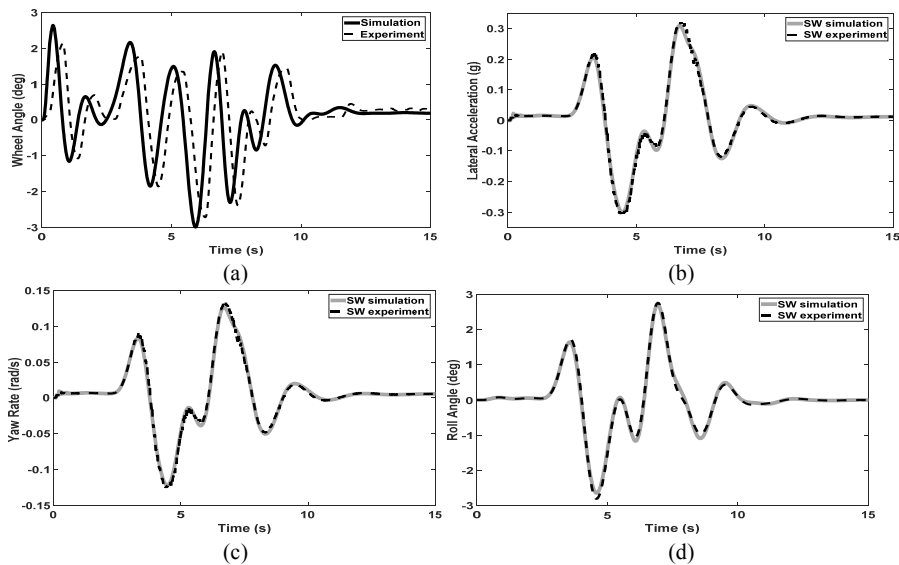 Simulation
Experiment
Wheel Angle (deg)
3
2
1
0
-1
-2
-3
0
5
10
15
Time (s)
(a)
SW simulation
SW experiment
Lateral Acceleration (g)
0.3
0.2
0.1
0
-0.1
-0.2
-0.3
0
5
10
15
Time (s)
(b)
SW simulation
SW experiment
Yaw Rate (rad/s)
0.15
0.1
0.05
0
-0.05
-0.1
-0.15
0
5
10
15
Time (s)
(c)
SW simulation
SW experiment
Roll Angle (deg)
3
2
1
0
-1
-2
-3
0
5
10
15
Time (s)
(d)